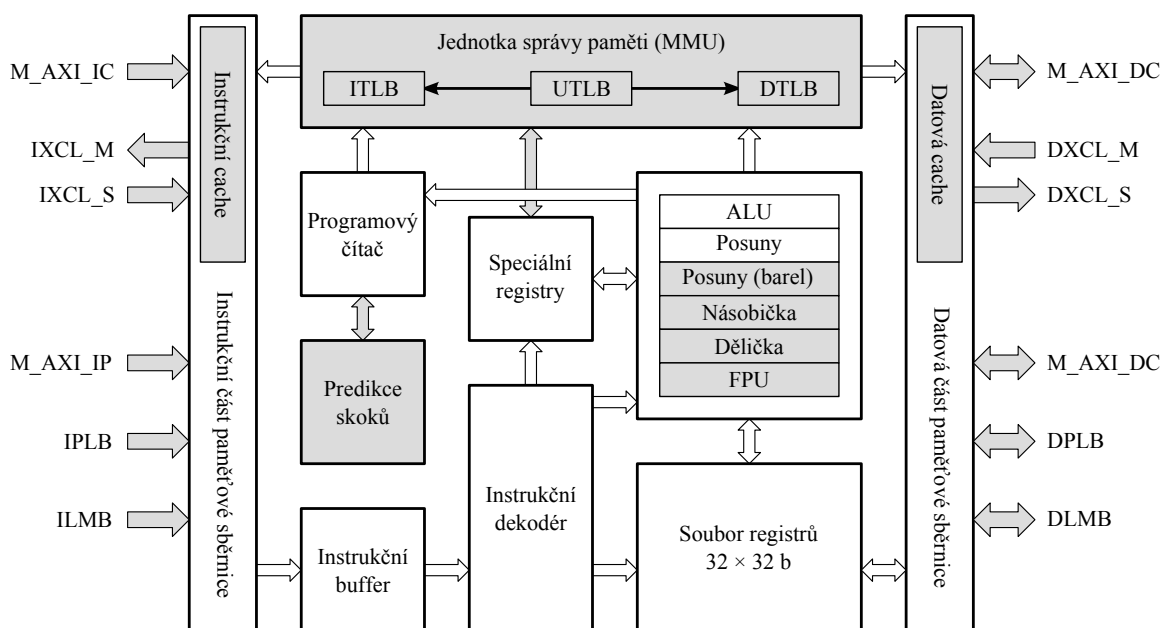 Jednotka správy paměti (MMU)
ITLB
UTLB
DTLB
M_AXI_IC
IXCL_M
IXCL_S
M_AXI_IP
IPLB
ILMB
Instrukční cache
Instrukční část paměťové sběrnice
Programový
čítač
Predikce
skoků
Instrukční
buffer
Speciální
registry
Instrukční
dekodér
ALU
Posuny
Posuny (barel)
Násobička
Dělička
FPU
Soubor registrů
32 × 32 b
Datová cache
Datová část paměťové sběrnice
M_AXI_DC
DXCL_M
DXCL_S
M_AXI_DC
DPLB
DLMB